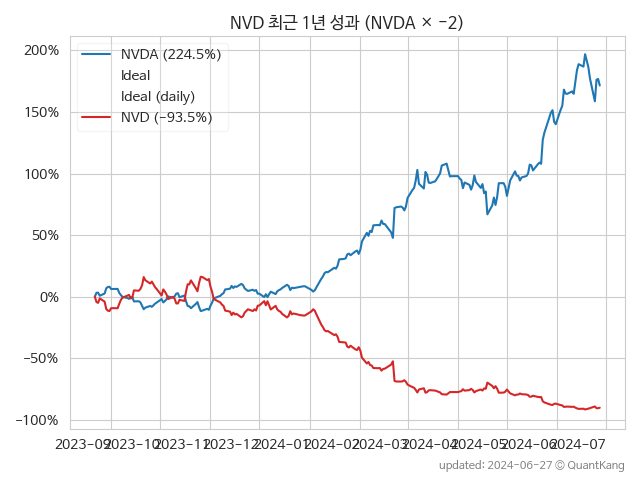 NVD 최근 1년 성과 (NVDA × −2)
200%
150%
100%
50%
0%
−50%
−100%
NVDA (224.5%)
Ideal
Ideal (daily)
NVD (−93.5%)
2023−09 2023−10 2023−11 2023−12 2024−01 2024−02 2024−03 2024−04 2024−05 2024−06 2024−07
updated: 2024-06-27 © QuantKang